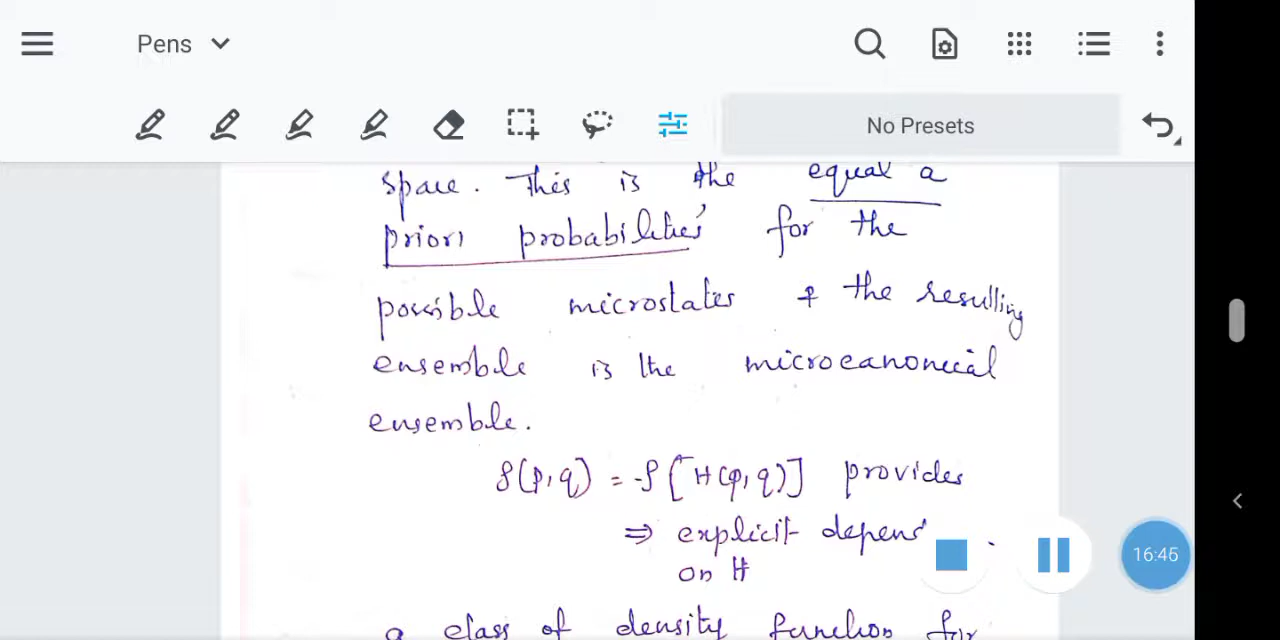 Pens
No Presets
space. This is the equal a
priori probabilities' for the
possible microstates & the resulting
ensemble is the microcanonical
ensemble.
ρ(p,q) = ρ[H(p,q)] provides
⇒ explicit depend
on H
16:45
a class of density function for